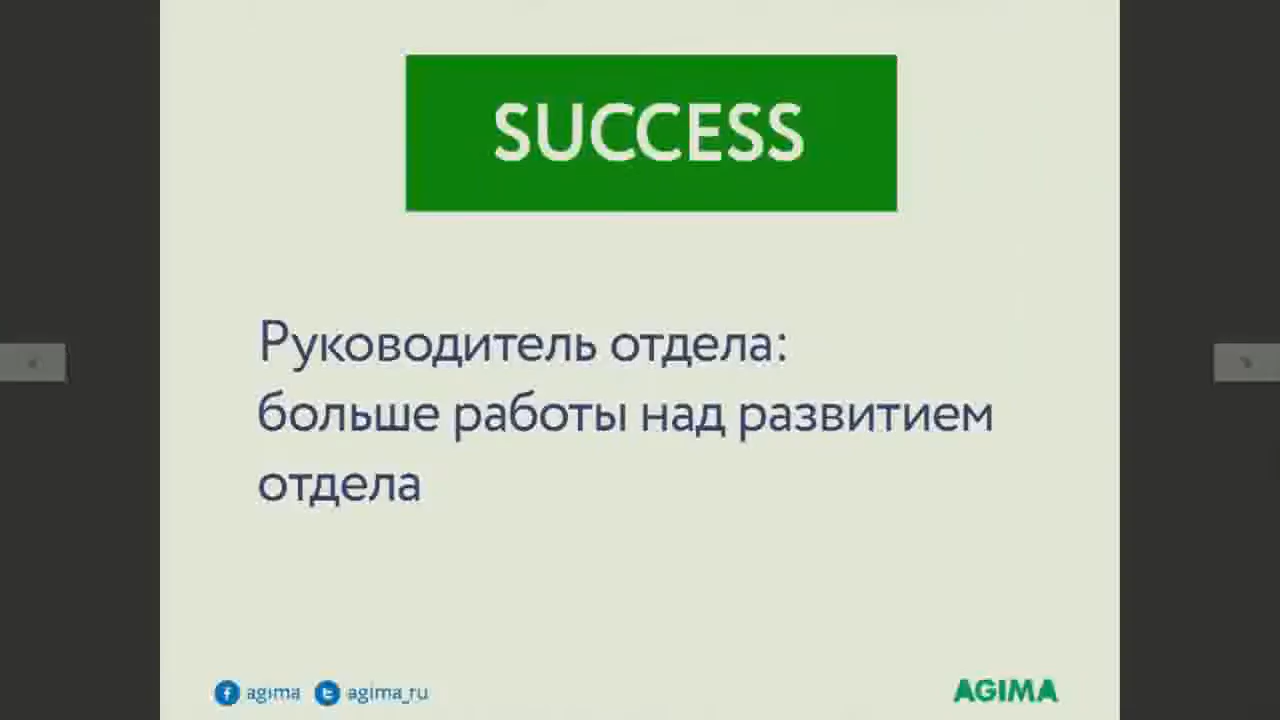 SUCCESS
Руководитель отдела:
больше работы над развитием
отдела
agima agima_ru AGIMA